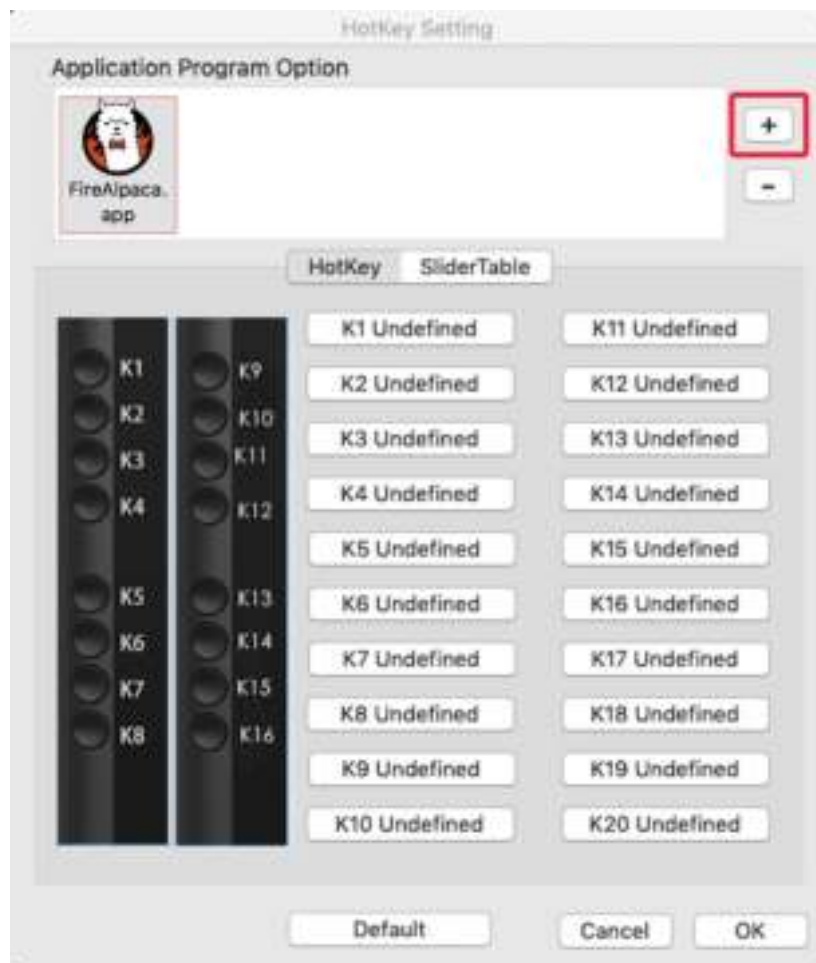 HotKey Setting
Application Program Option
+
FireAlpaca.
app
-
HotKey SliderTable
K1 K9
K2 K10
K3 K11
K4 K12
K5 K13
K6 K14
K7 K15
K8 K16
K1 Undefined K11 Undefined
K2 Undefined K12 Undefined
K3 Undefined K13 Undefined
K4 Undefined K14 Undefined
K5 Undefined K15 Undefined
K6 Undefined K16 Undefined
K7 Undefined K17 Undefined
K8 Undefined K18 Undefined
K9 Undefined K19 Undefined
K10 Undefined K20 Undefined
Default Cancel OK